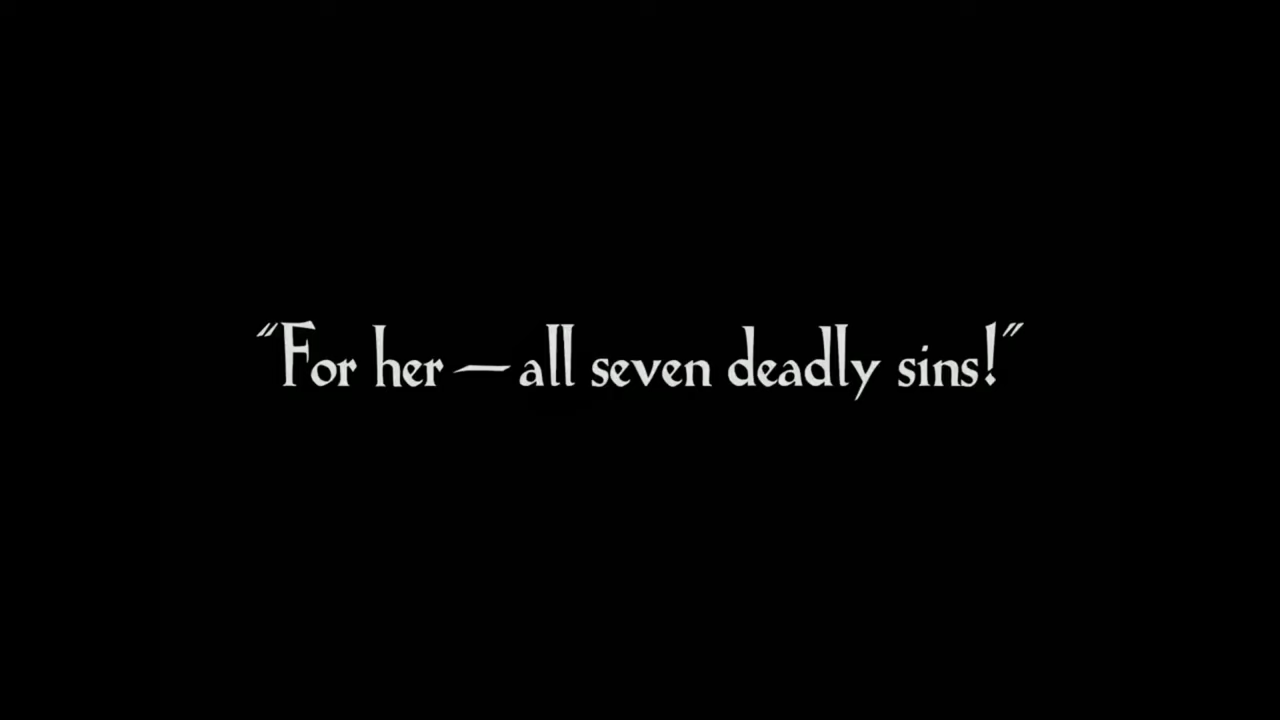 “For her — all seven deadly sins!”